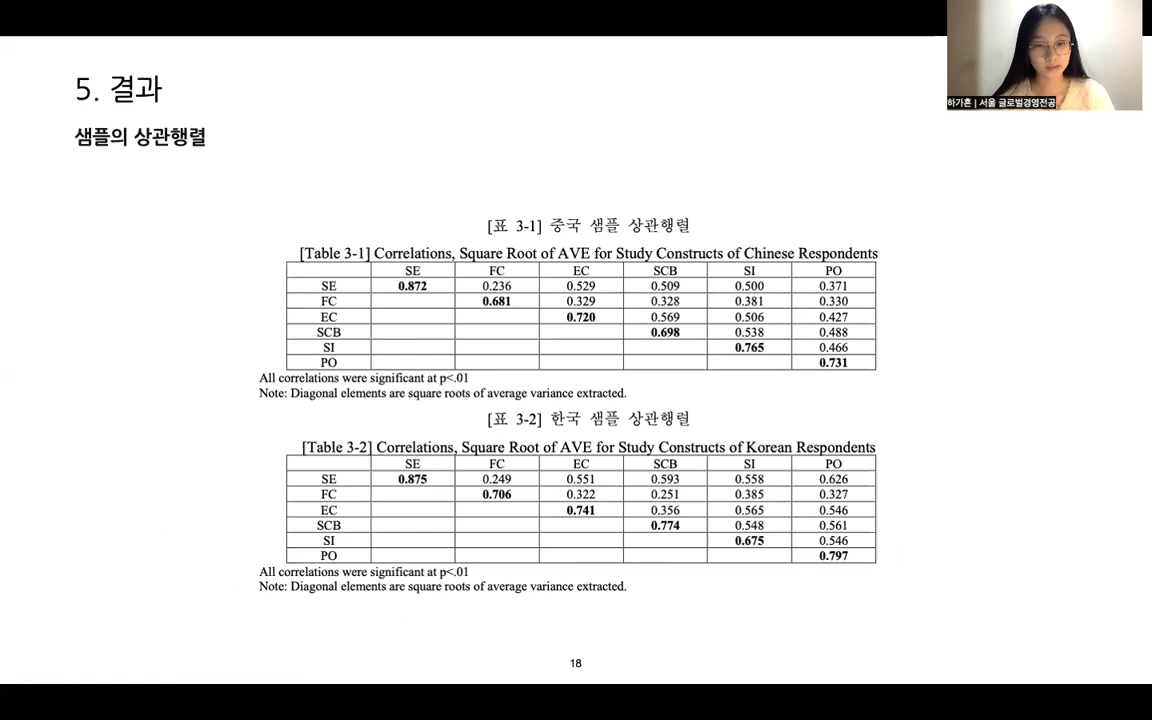 5. 결과
하가흔 | 서울 글로벌경영전공
샘플의 상관행렬
[표 3-1] 중국 샘플 상관행렬
[Table 3-1] Correlations, Square Root of AVE for Study Constructs of Chinese Respondents
SE FC EC SCB SI PO
SE 0.872 0.236 0.529 0.509 0.500 0.371
FC 0.681 0.329 0.328 0.381 0.330
EC 0.720 0.569 0.506 0.427
SCB 0.698 0.538 0.488
SI 0.765 0.466
PO 0.731
All correlations were significant at p<.01
Note: Diagonal elements are square roots of average variance extracted.
[표 3-2] 한국 샘플 상관행렬
[Table 3-2] Correlations, Square Root of AVE for Study Constructs of Korean Respondents
SE FC EC SCB SI PO
SE 0.875 0.249 0.551 0.593 0.558 0.626
FC 0.706 0.322 0.251 0.385 0.327
EC 0.741 0.356 0.565 0.546
SCB 0.774 0.548 0.561
SI 0.675 0.546
PO 0.797
All correlations were significant at p<.01
Note: Diagonal elements are square roots of average variance extracted.
18